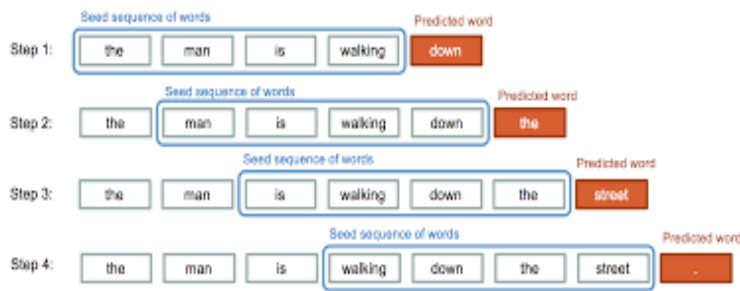 Seed sequence of words
Predicted word
Step 1: the man is walking down
Seed sequence of words
Predicted word
Step 2: the man is walking down the
Seed sequence of words
Predicted word
Step 3: the man is walking down the street
Seed sequence of words
Predicted word
Step 4: the man is walking down the street .